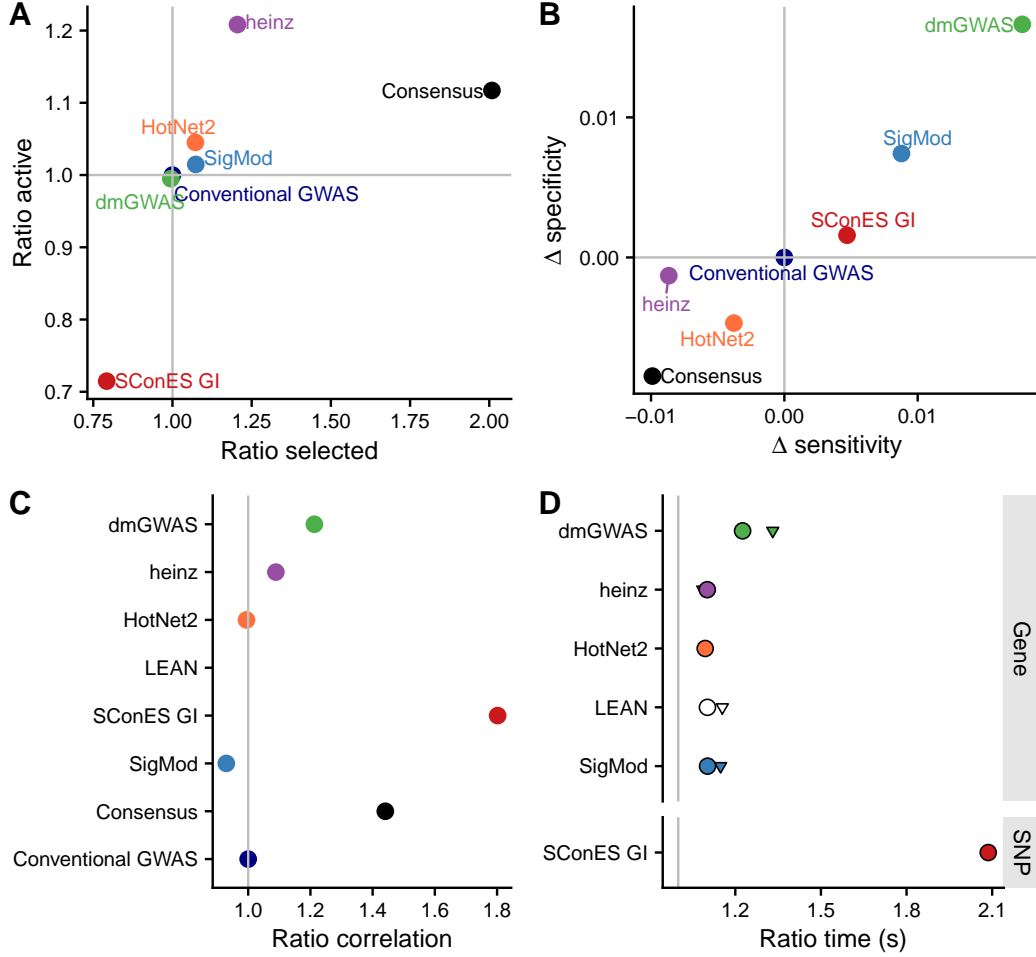 A
1.2
1.1
1.0
0.9
0.8
0.7
Ratio active
heinz
Consensus
HotNet2
SigMod
Conventional GWAS
dmGWAS
SConES GI
0.75
1.00
1.25
1.50
1.75
2.00
Ratio selected
B
0.01
0.00
Δ specificity
dmGWAS
SigMod
SConES GI
Conventional GWAS
heinz
HotNet2
Consensus
−0.01
0.00
0.01
Δ sensitivity
C
dmGWAS
heinz
HotNet2
LEAN
SConES GI
SigMod
Consensus
Conventional GWAS
1.0
1.2
1.4
1.6
1.8
Ratio correlation
D
dmGWAS
heinz
HotNet2
LEAN
SigMod
SConES GI
Gene
SNP
1.2
1.5
1.8
2.1
Ratio time (s)